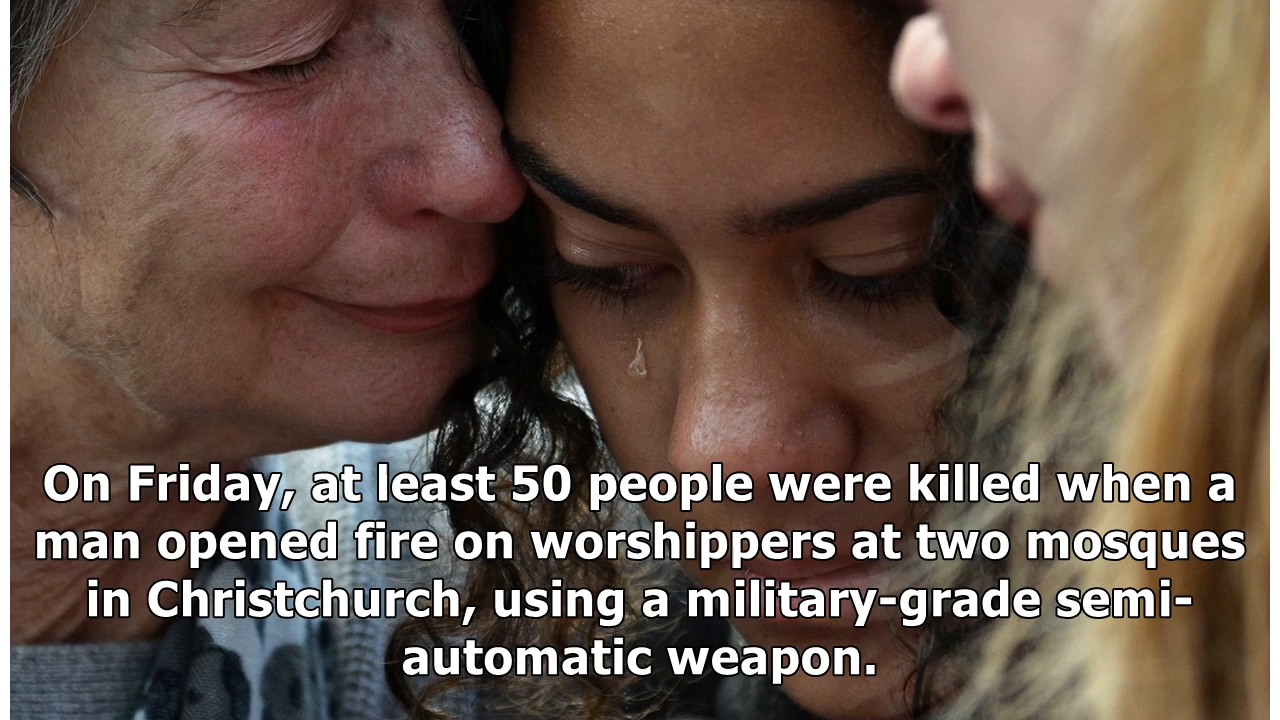 On Friday, at least 50 people were killed when a
man opened fire on worshippers at two mosques
in Christchurch, using a military-grade semi-
automatic weapon.